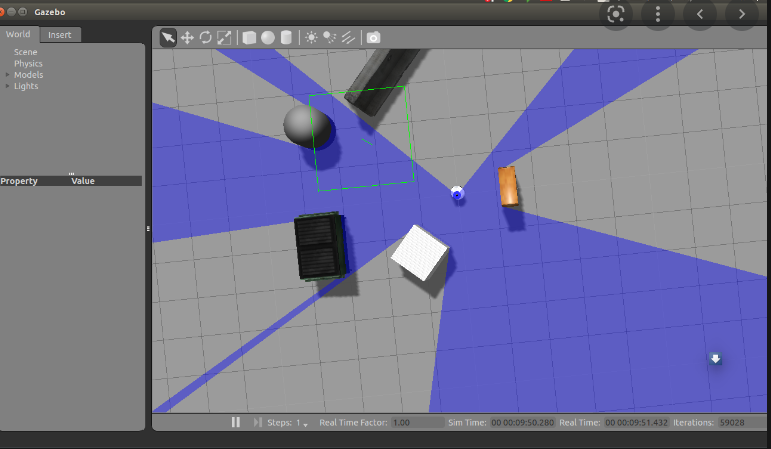 Gazebo
World Insert
Scene
Physics
Models
Lights
Property Value
Steps: 1 Real Time Factor: 1.00 Sim Time: 00 00:09:50.280 Real Time: 00 00:09:51.432 Iterations: 59028